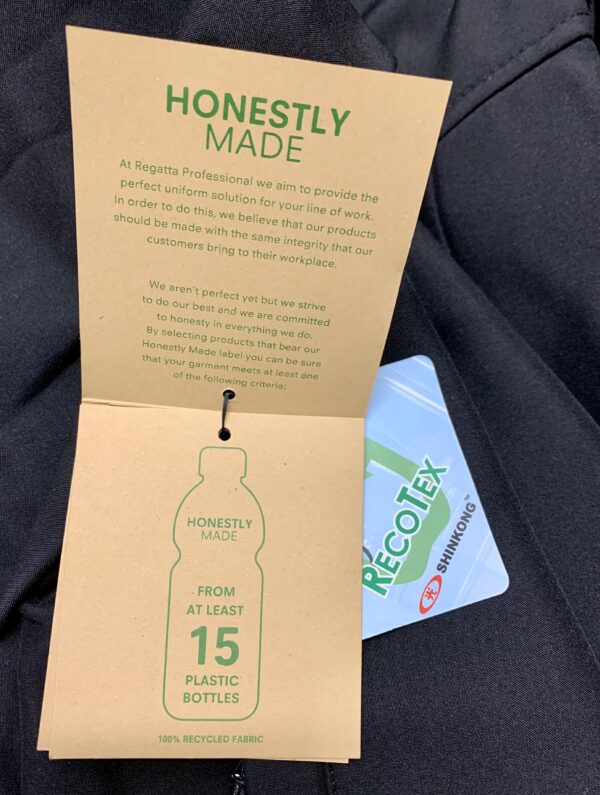 HONESTLY
MADE
At Regatta Professional we aim to provide the
perfect uniform solution for your line of work.
In order to do this, we believe that our products
should be made with the same integrity that our
customers bring to their workplace.
We aren't perfect yet but we strive
to do our best and we are committed
to honesty in everything we do.
By selecting products that bear our
Honestly Made label you can be sure
that your garment meets at least one
of the following criteria:
HONESTLY
MADE
FROM
AT LEAST
15
PLASTIC
BOTTLES
100% RECYCLED FABRIC
RECOTEX
光 SHINKONG™